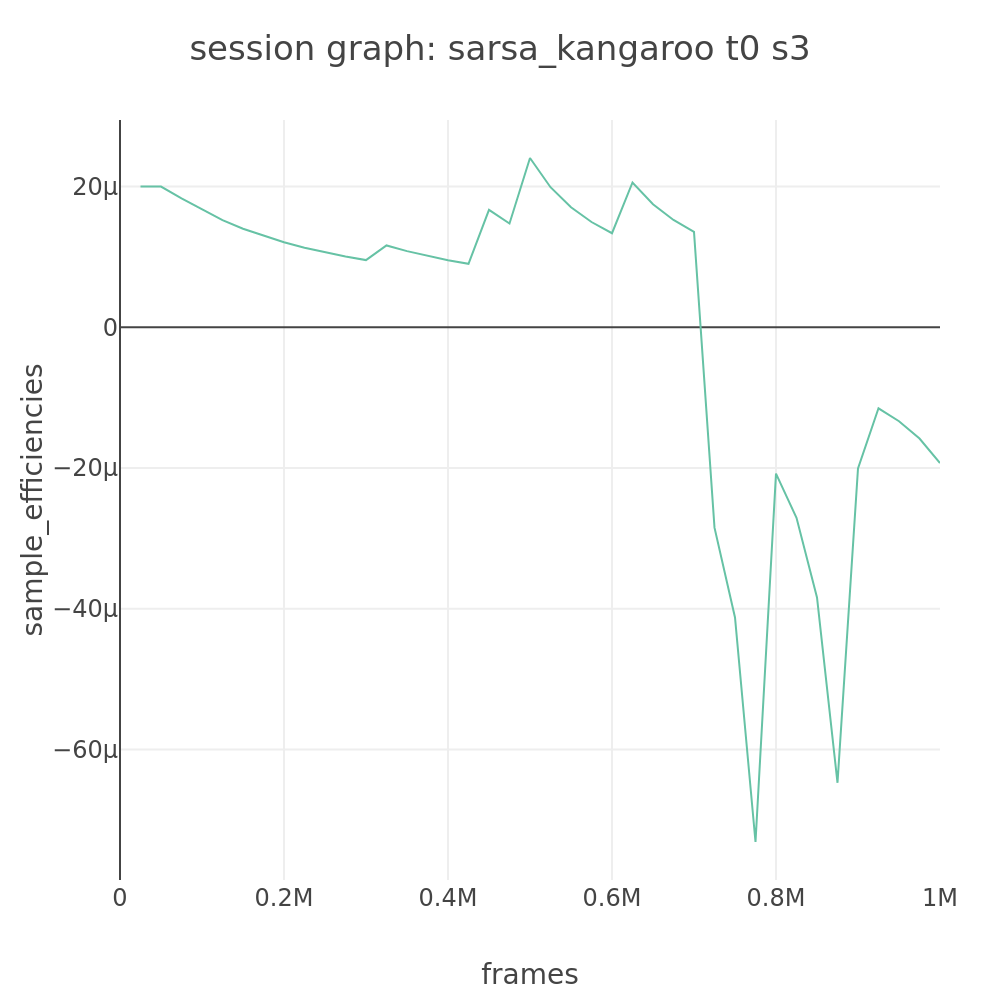 session graph: sarsa_kangaroo t0 s3
20μ
0
−20μ
−40μ
−60μ
sample_efficiencies
0
0.2M
0.4M
0.6M
0.8M
1M
frames